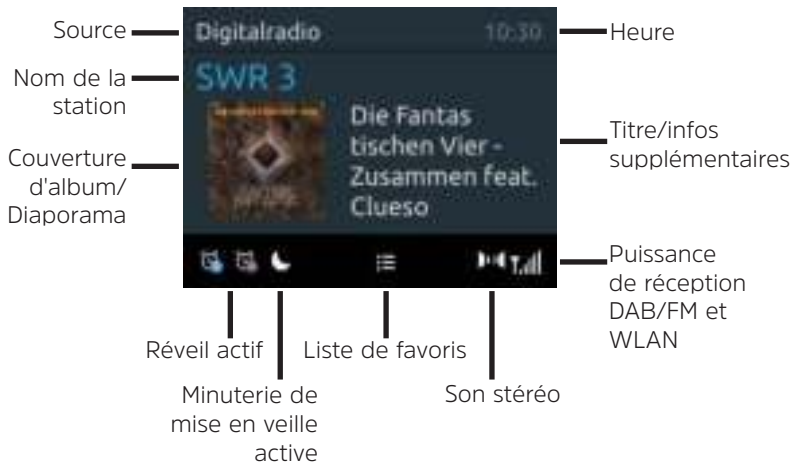 Source
Digitalradio
10:30
Heure
Nom de la
station
SWR 3
Couverture
d'album/
Diaporama
Die Fantas
tischen Vier -
Zusammen feat.
Clueso
Titre/infos
supplémentaires
Puissance
de réception
DAB/FM et
WLAN
Réveil actif
Liste de favoris
Minuterie de
mise en veille
active
Son stéréo